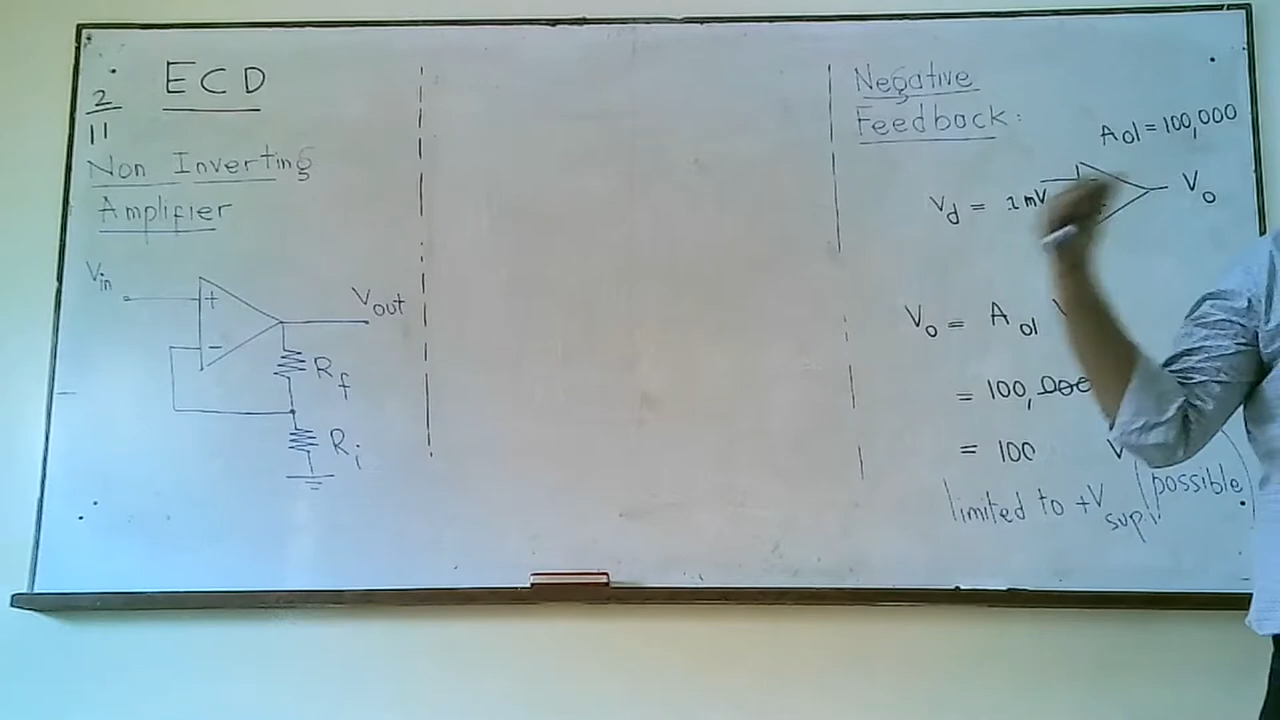 ECD
2
11
Non Inverting
Amplifier
Vin
+
-
Vout
Rf
Ri
Negative
Feedback:
Aol = 100,000
Vd = 1mV
Vo
Vo = Aol
= 100,000
= 100 V
(possible)
limited to +Vsup